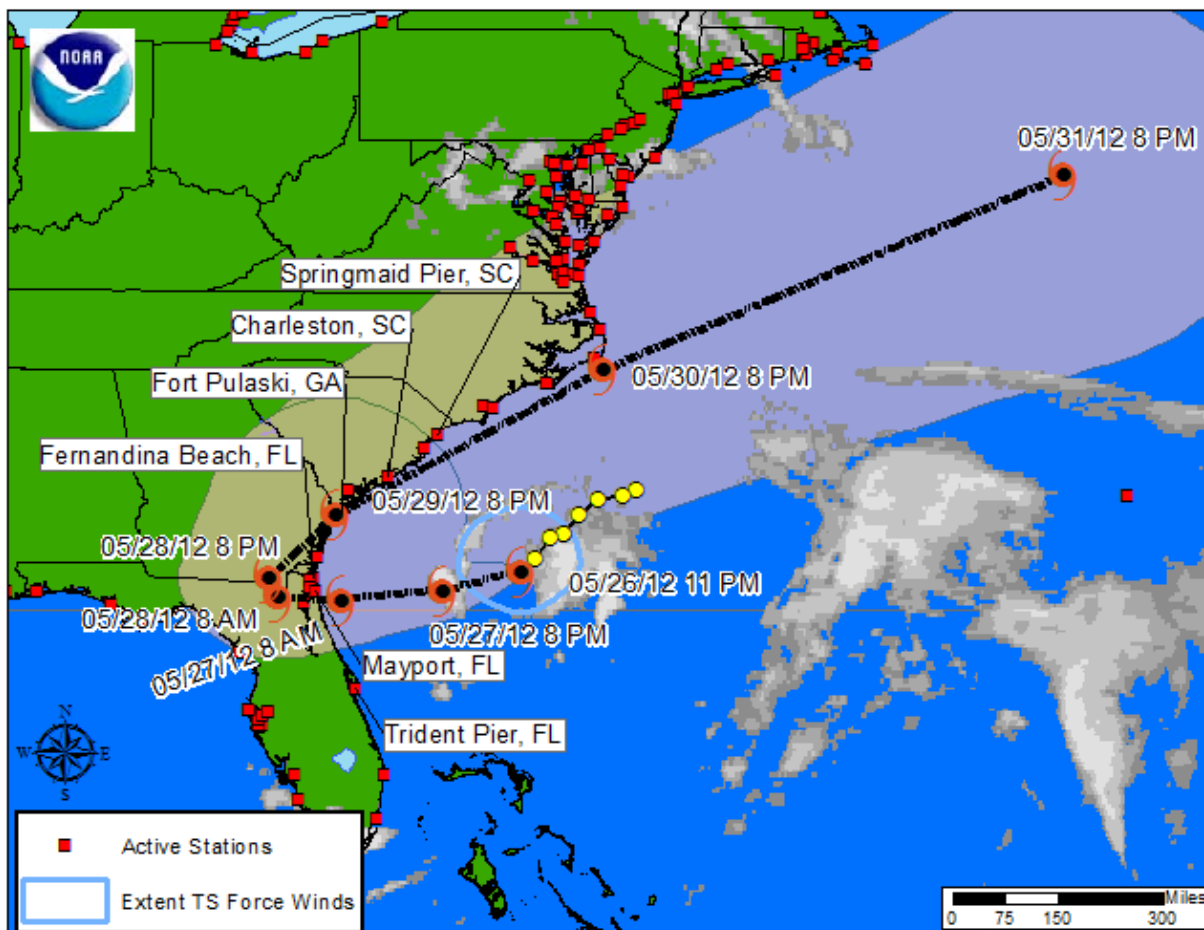 NOAA
05/31/12 8 PM
Springmaid Pier, SC
Charleston, SC
05/30/12 8 PM
Fort Pulaski, GA
Fernandina Beach, FL
05/29/12 8 PM
05/28/12 8 PM
05/26/12 11 PM
05/28/12 8 AM
05/27/12 8 PM
05/27/12 8 AM
Mayport, FL
Trident Pier, FL
N
W E
S
Active Stations
Extent TS Force Winds
Miles
0 75 150 300